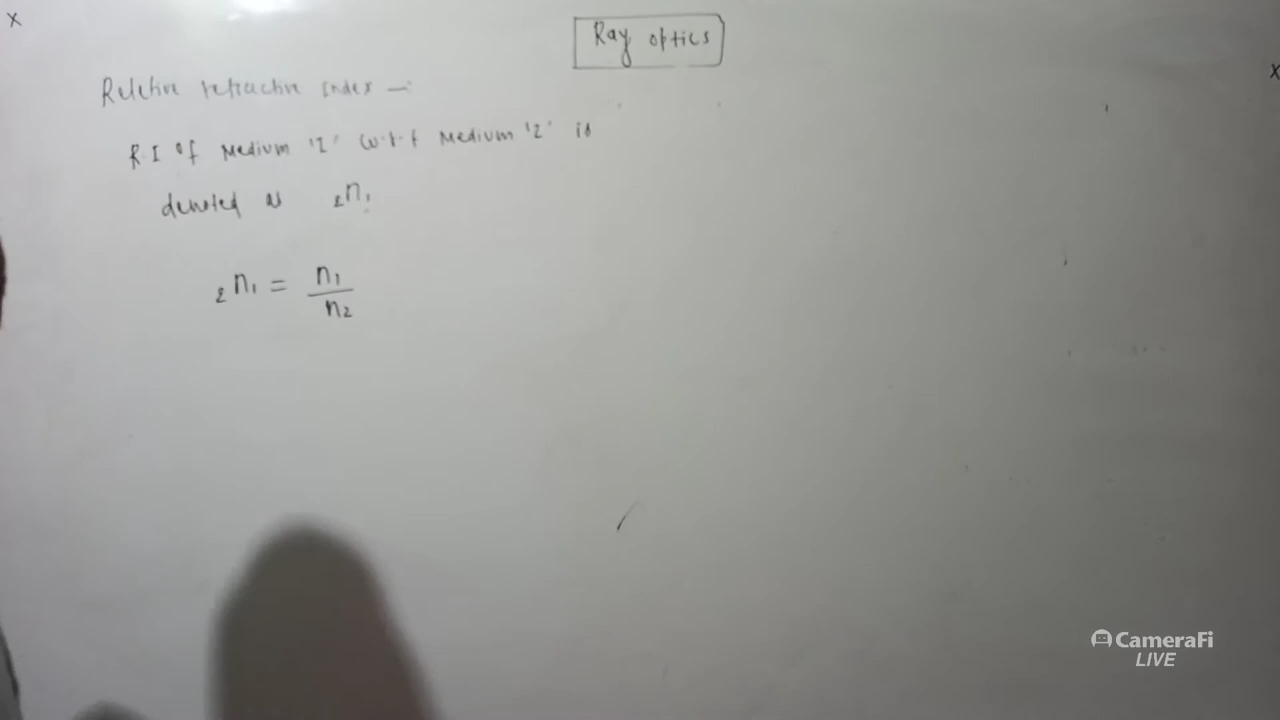 Ray optics
Relative refractive Index —
R.I of Medium '1' w.r.t Medium '2' is
denoted as ₂n₁
₂n₁ = n₁/n₂
CameraFi
LIVE